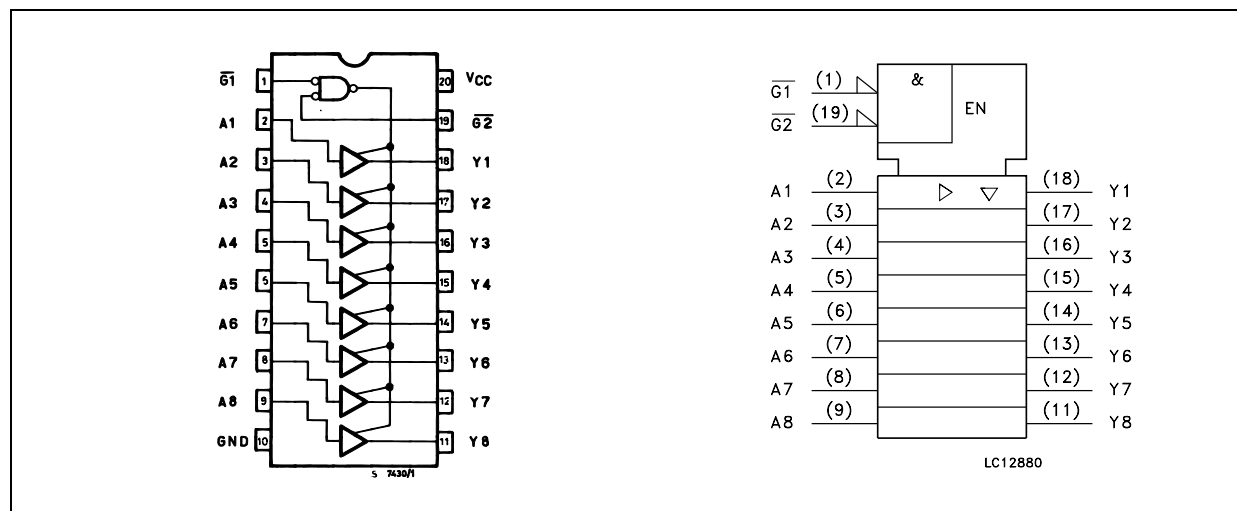 G̅1̅ 1 20 VCC
A1 2 19 G̅2̅
A2 3 18 Y1
A3 4 17 Y2
A4 5 16 Y3
A5 6 15 Y4
A6 7 14 Y5
A7 8 13 Y6
A8 9 12 Y7
GND 10 11 Y8
S 7430/1
G̅1̅ (1) &
G̅2̅ (19) EN
A1 (2) (18) Y1
A2 (3) (17) Y2
A3 (4) (16) Y3
A4 (5) (15) Y4
A5 (6) (14) Y5
A6 (7) (13) Y6
A7 (8) (12) Y7
A8 (9) (11) Y8
LC12880